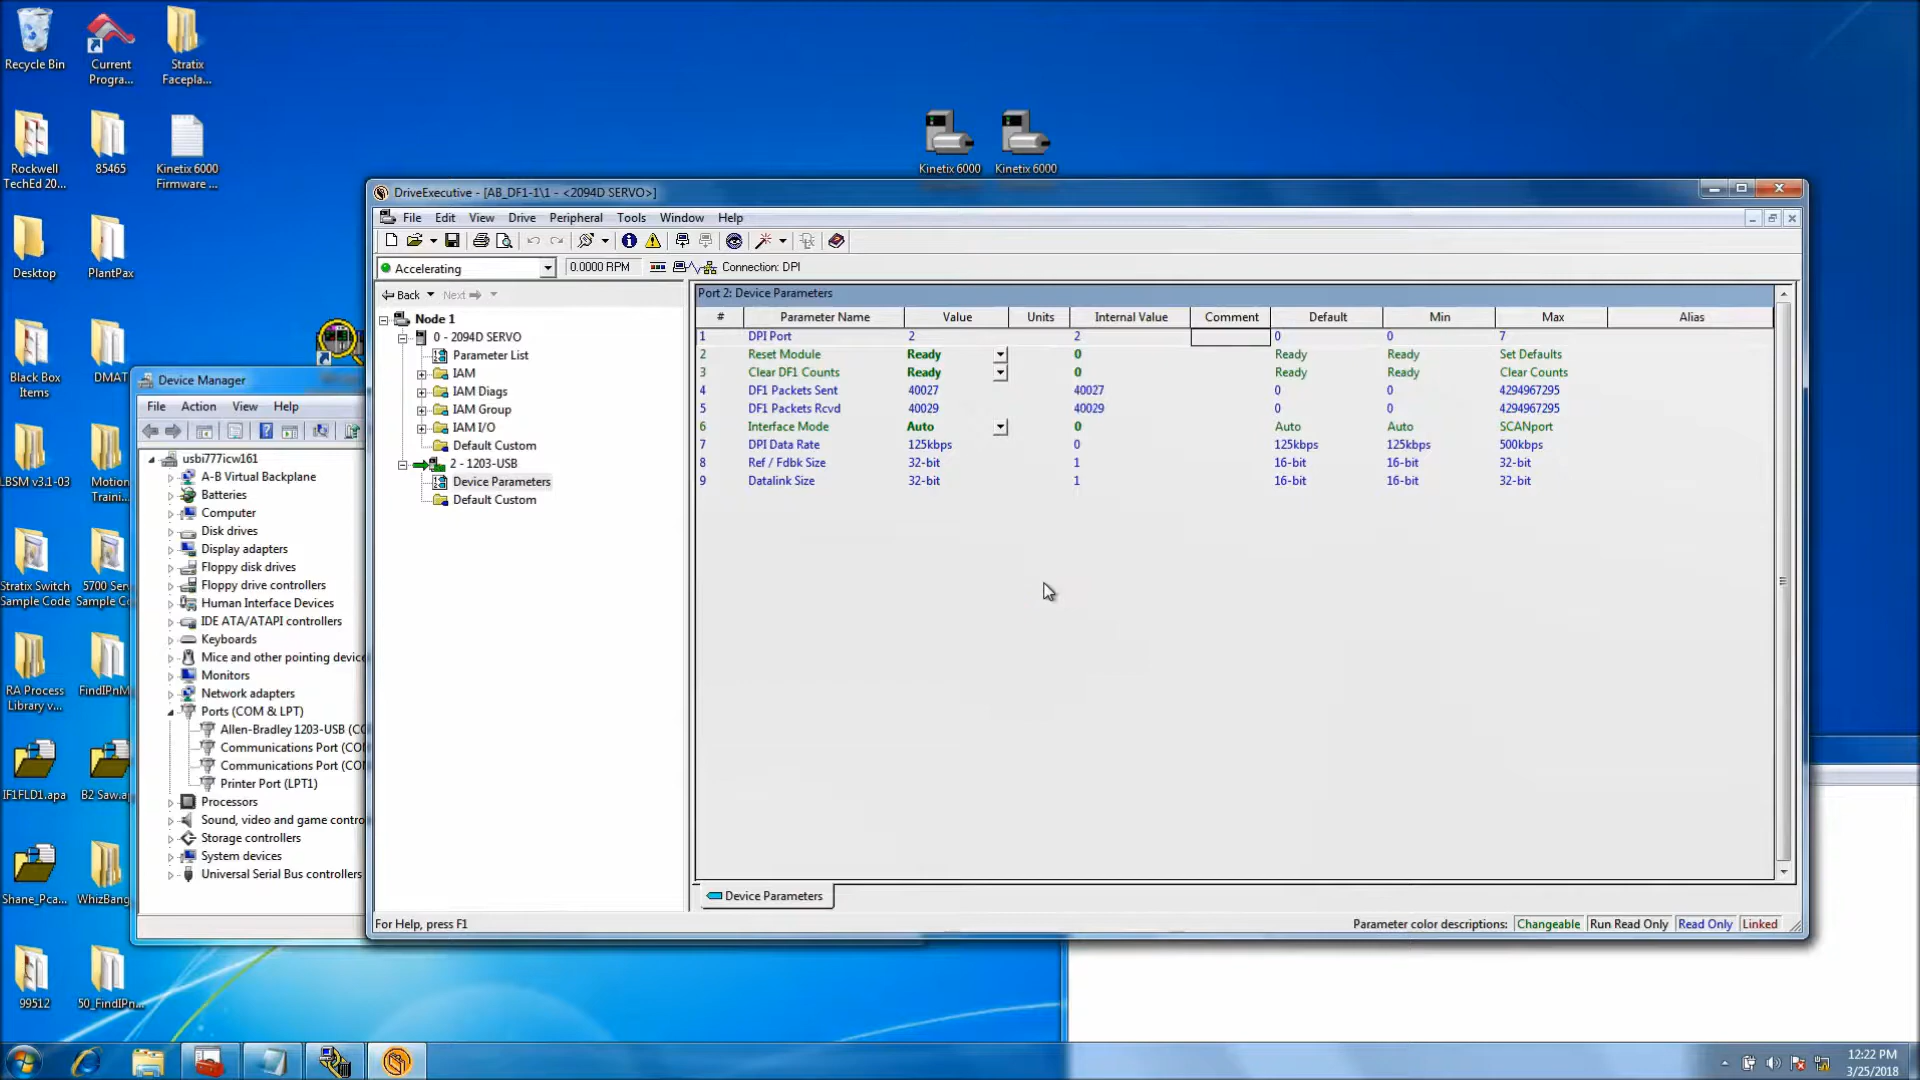 Recycle Bin
Current
Progra...
Stratix
Facepla...
Rockwell
TechEd 20...
85465
Kinetix 6000
Firmware ...
Kinetix 6000
Kinetix 6000
Desktop
PlantPax
Black Box
Items
DMAT
LBSM v3.1-03
Motion
Traini...
Stratix Switch
Sample Code
5700 Serv
Sample Co
RA Process
Library v...
FindIPnM
IF1FLD1.apa
B2 Saw.ap
Shane_Pca...
WhizBang
99512
50_FindIPn...
Device Manager
File Action View Help
usbi777icw161
A-B Virtual Backplane
Batteries
Computer
Disk drives
Display adapters
Floppy disk drives
Floppy drive controllers
Human Interface Devices
IDE ATA/ATAPI controllers
Keyboards
Mice and other pointing device
Monitors
Network adapters
Ports (COM & LPT)
Allen-Bradley 1203-USB (CO
Communications Port (COM
Communications Port (COM
Printer Port (LPT1)
Processors
Sound, video and game contro
Storage controllers
System devices
Universal Serial Bus controllers
DriveExecutive - [AB_DF1-1\1 - <2094D SERVO>]
File Edit View Drive Peripheral Tools Window Help
Accelerating 0.0000 RPM Connection: DPI
Back Next
Node 1
0 - 2094D SERVO
Parameter List
IAM
IAM Diags
IAM Group
IAM I/O
Default Custom
2 - 1203-USB
Device Parameters
Default Custom
Port 2: Device Parameters
# Parameter Name Value Units Internal Value Comment Default Min Max Alias
1 DPI Port 2 2 0 0 7
2 Reset Module Ready 0 Ready Ready Set Defaults
3 Clear DF1 Counts Ready 0 Ready Ready Clear Counts
4 DF1 Packets Sent 40027 40027 0 0 4294967295
5 DF1 Packets Rcvd 40029 40029 0 0 4294967295
6 Interface Mode Auto 0 Auto Auto SCANport
7 DPI Data Rate 125kbps 0 125kbps 125kbps 500kbps
8 Ref / Fdbk Size 32-bit 1 16-bit 16-bit 32-bit
9 Datalink Size 32-bit 1 16-bit 16-bit 32-bit
Device Parameters
For Help, press F1
Parameter color descriptions: Changeable Run Read Only Read Only Linked
12:22 PM
3/25/2018